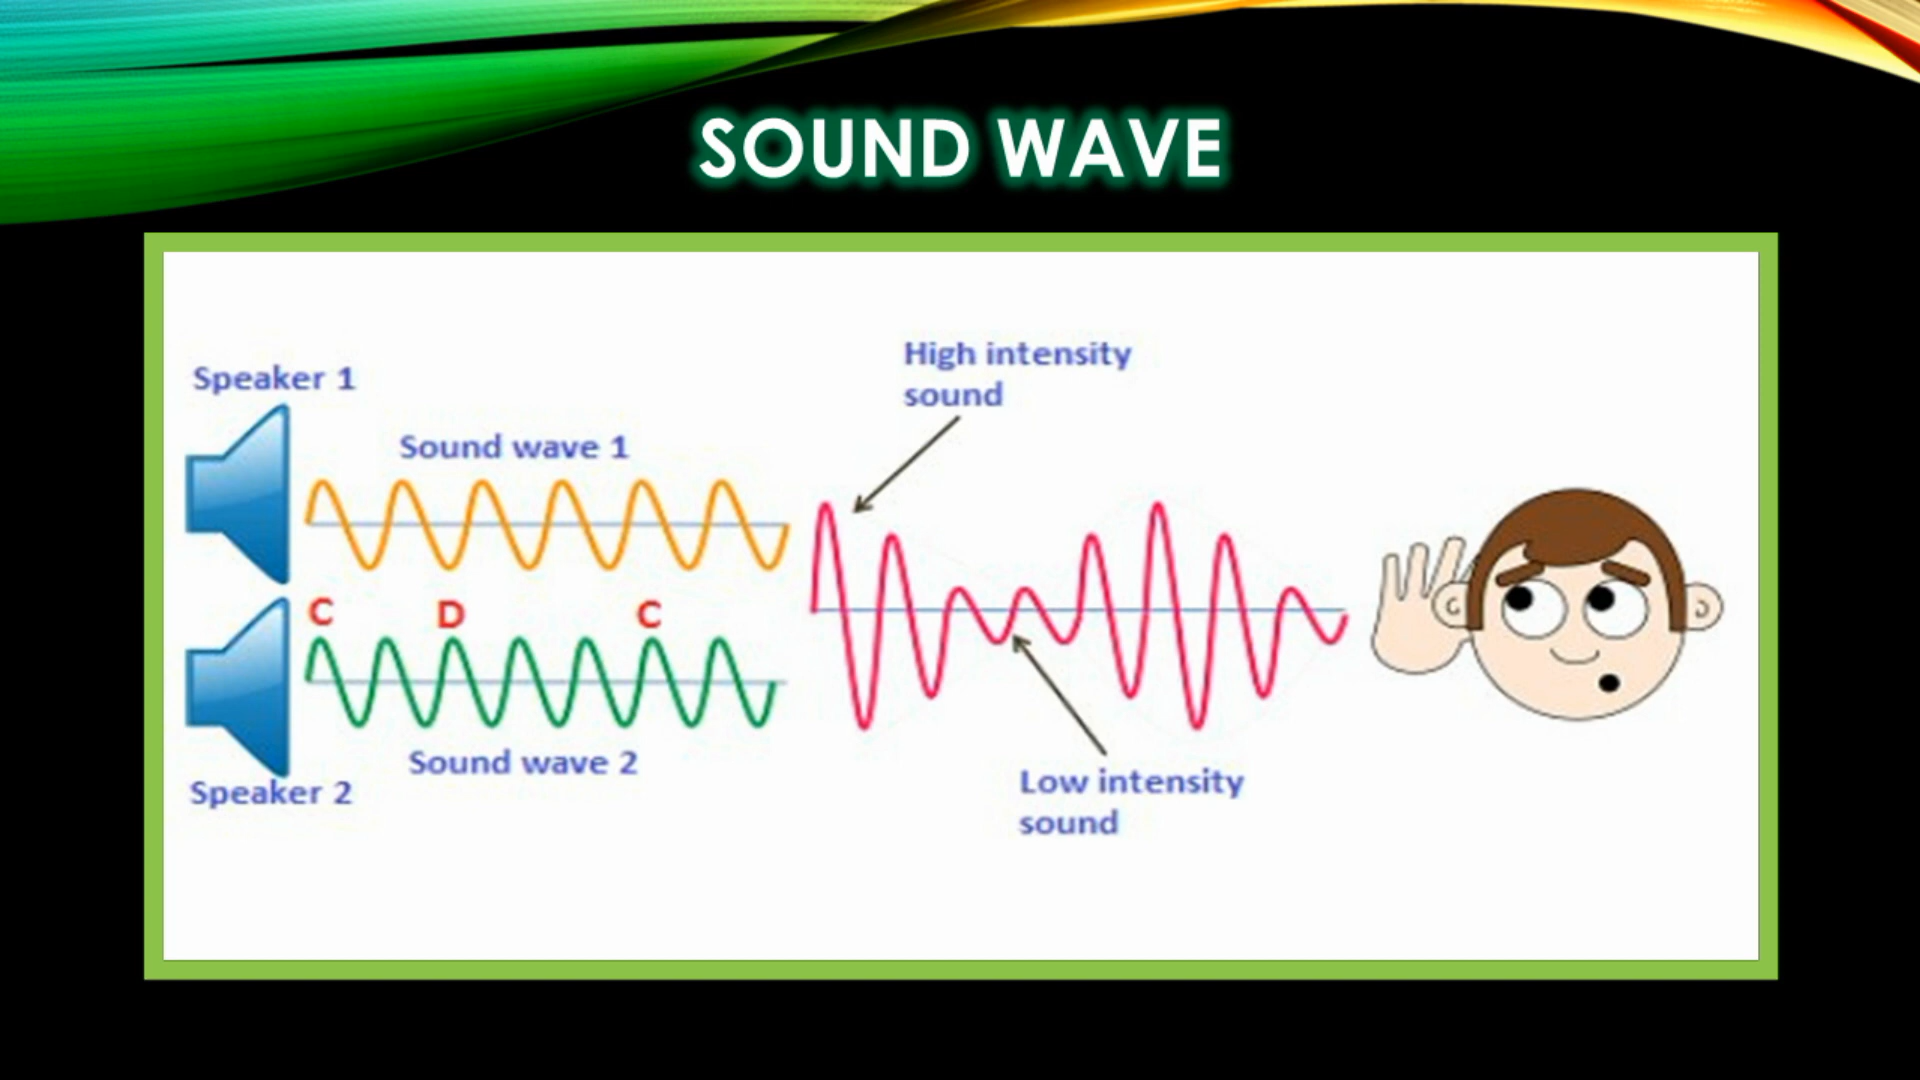 SOUND WAVE
Speaker 1
Sound wave 1
High intensity
sound
C D C
Sound wave 2
Speaker 2
Low intensity
sound